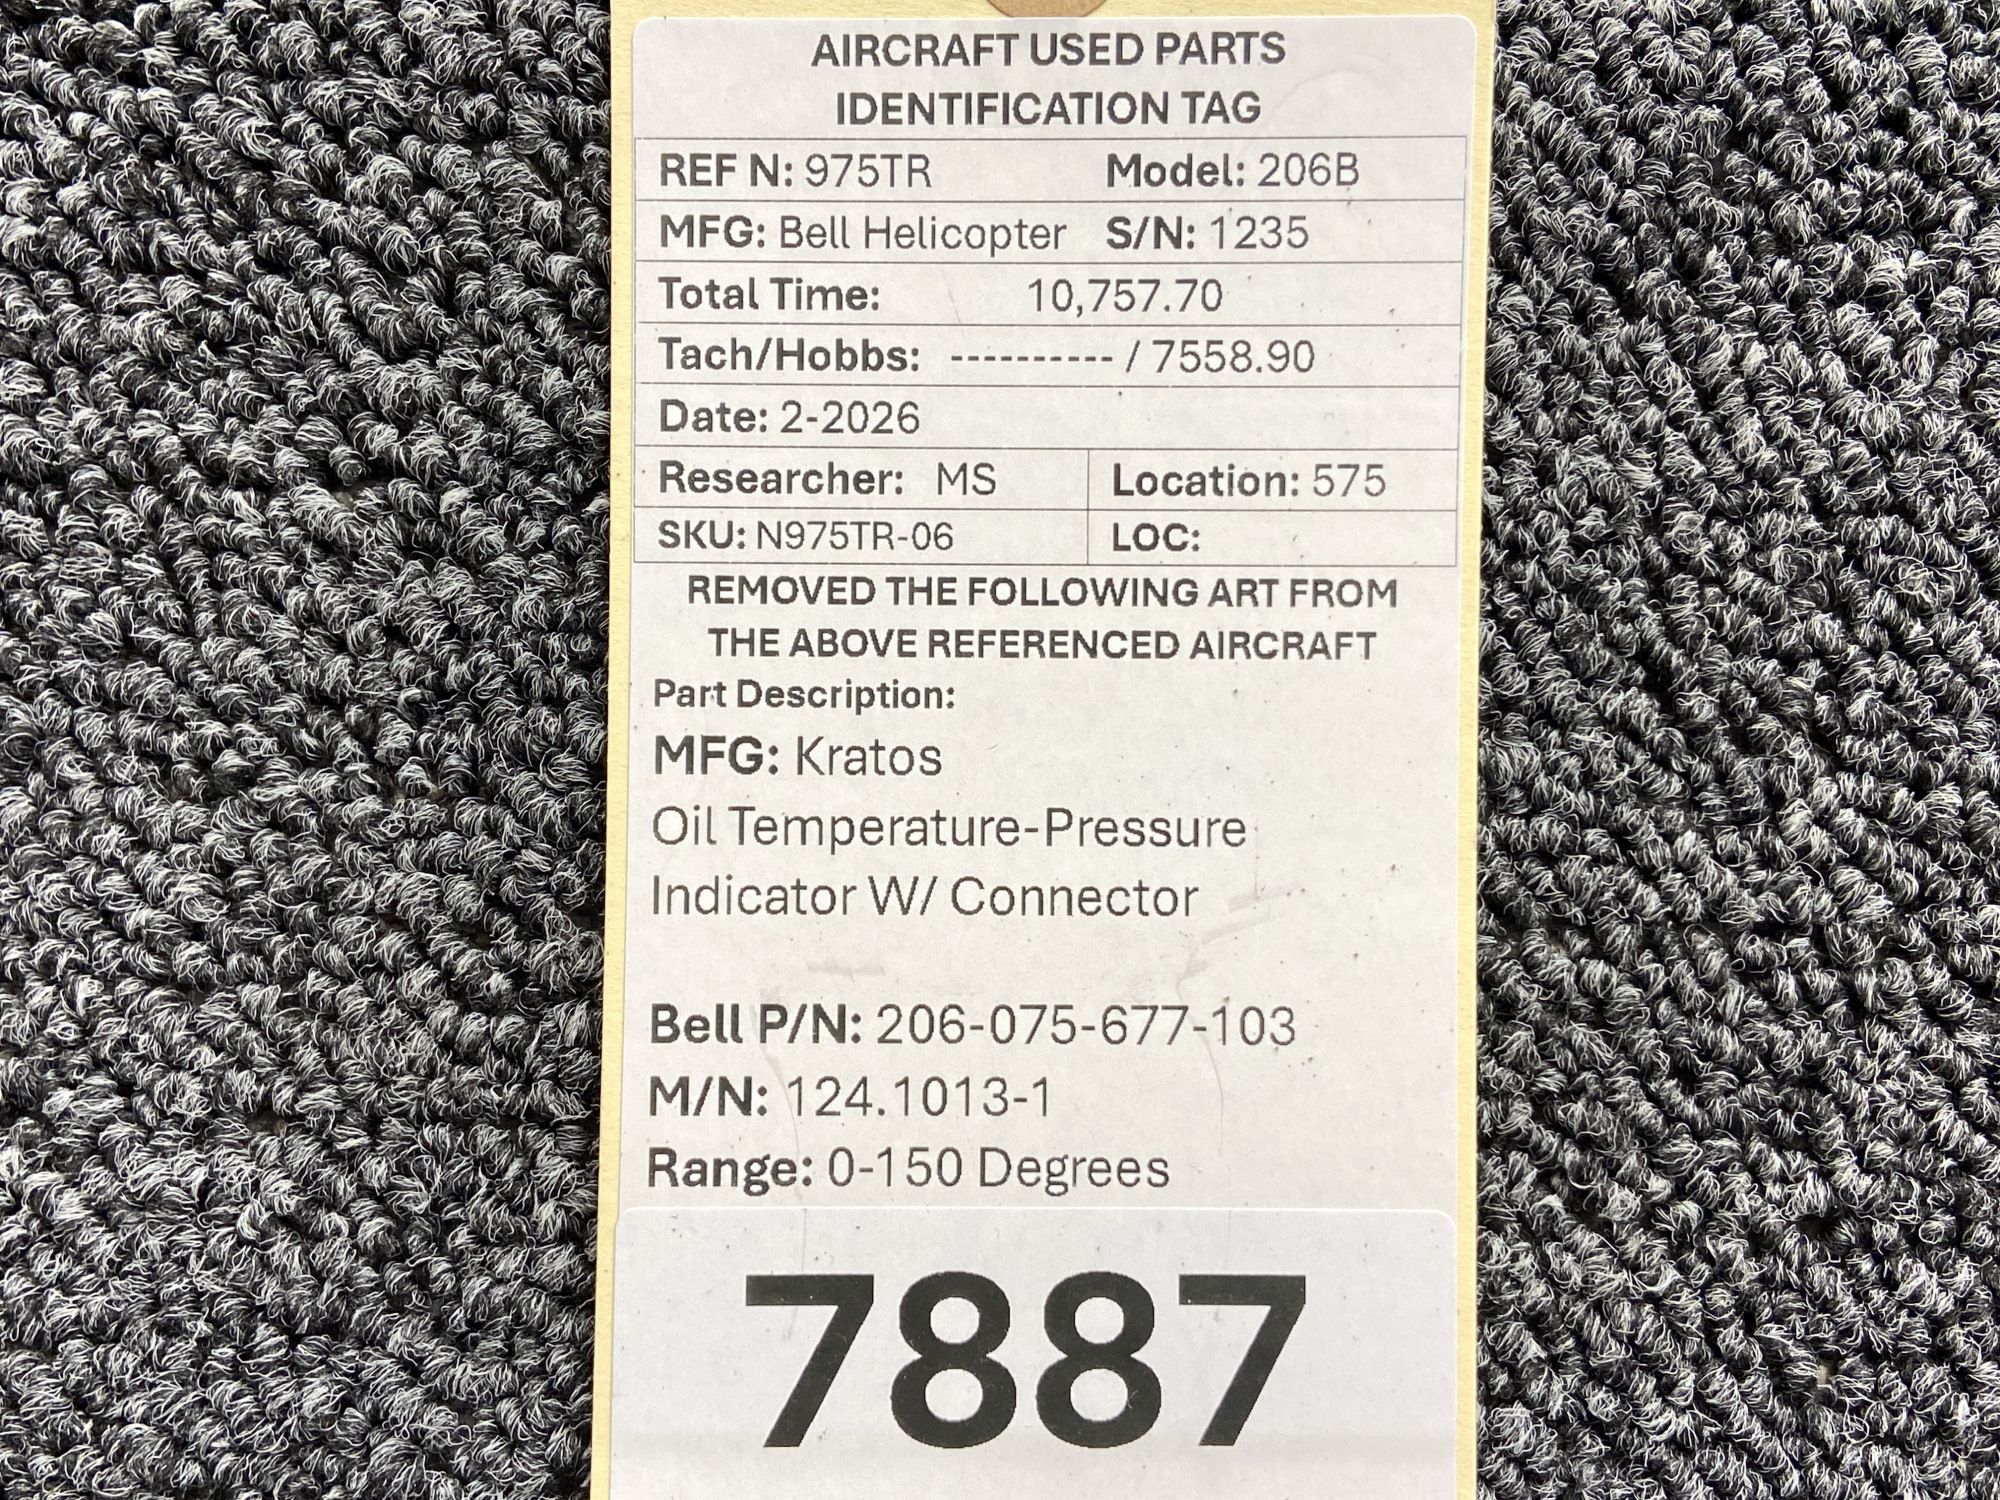 AIRCRAFT USED PARTS
IDENTIFICATION TAG
REF N: 975TR Model: 206B
MFG: Bell Helicopter S/N: 1235
Total Time: 10,757.70
Tach/Hobbs: ---------- / 7558.90
Date: 2-2026
Researcher: MS Location: 575
SKU: N975TR-06 LOC:
REMOVED THE FOLLOWING ART FROM
THE ABOVE REFERENCED AIRCRAFT
Part Description:
MFG: Kratos
Oil Temperature-Pressure
Indicator W/ Connector
Bell P/N: 206-075-677-103
M/N: 124.1013-1
Range: 0-150 Degrees
7887